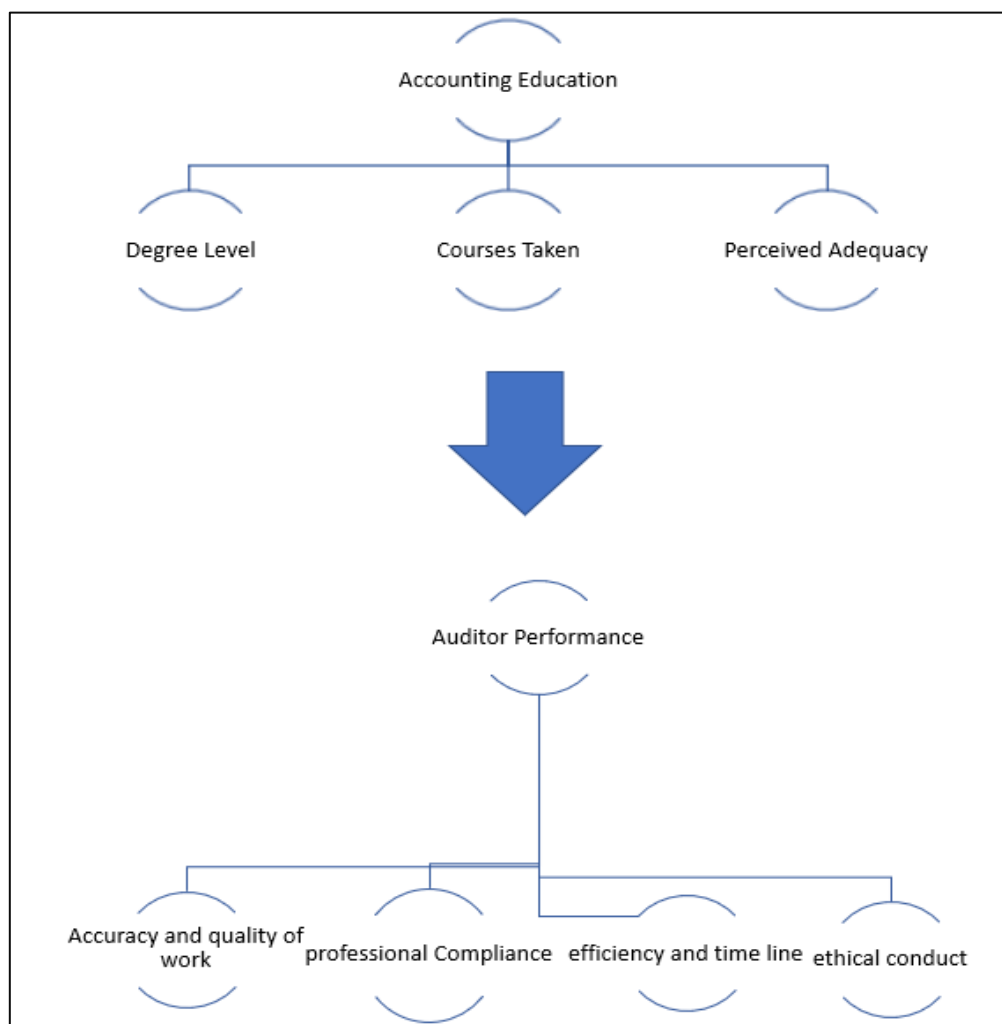 Accounting Education
Degree Level
Courses Taken
Perceived Adequacy
Auditor Performance
Accuracy and quality of
work
professional Compliance
efficiency and time line
ethical conduct